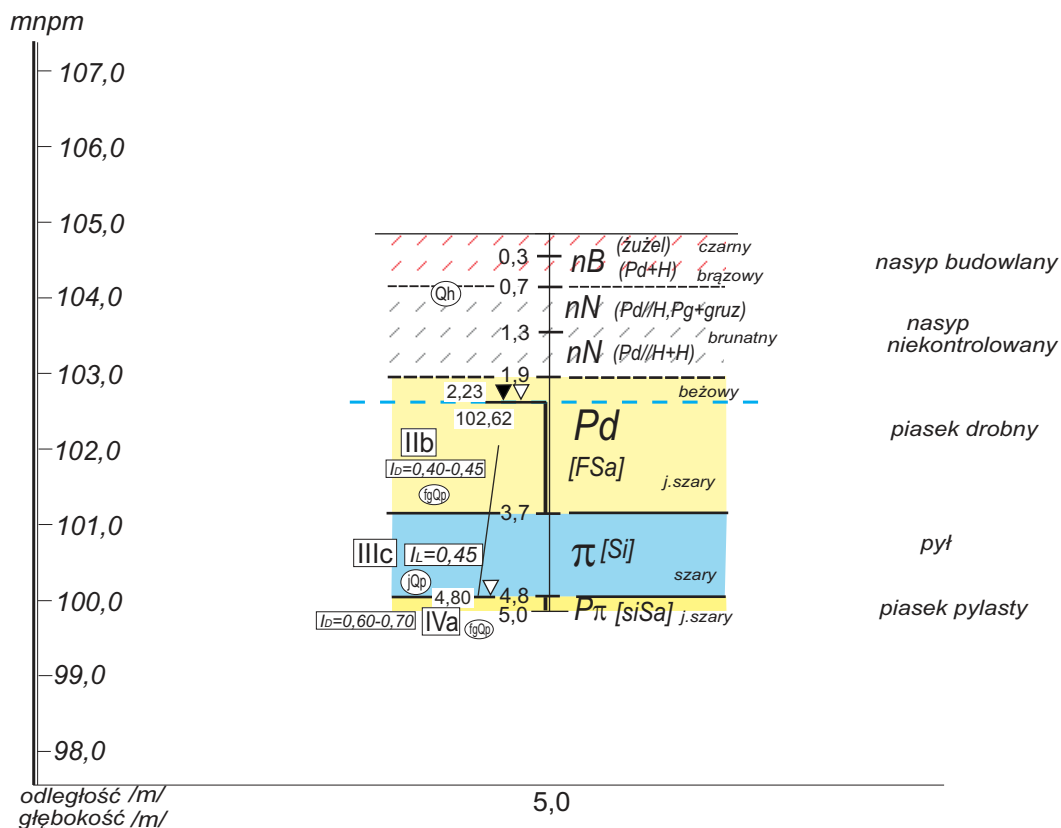 mnpm
107,0
106,0
105,0
104,0
103,0
102,0
101,0
100,0
99,0
98,0
0,3 nB (żużel) czarny
(Pd+H) brązowy
nasyp budowlany
Qh 0,7
nN (Pd//H,Pg+gruz)
1,3 brunatny
nN (Pd//H+H)
nasyp
niekontrolowany
1,9
2,23 beżowy
102,62 Pd
piasek drobny
IIb [FSa]
ID=0,40-0,45
fgQp j.szary
3,7
IIIc IL=0,45 π [Si]
pył
jQp szary
4,80 4,8
ID=0,60-0,70 IVa fgQp 5,0 Pπ [siSa] j.szary
piasek pylasty
odległość /m/
głębokość /m/
5,0